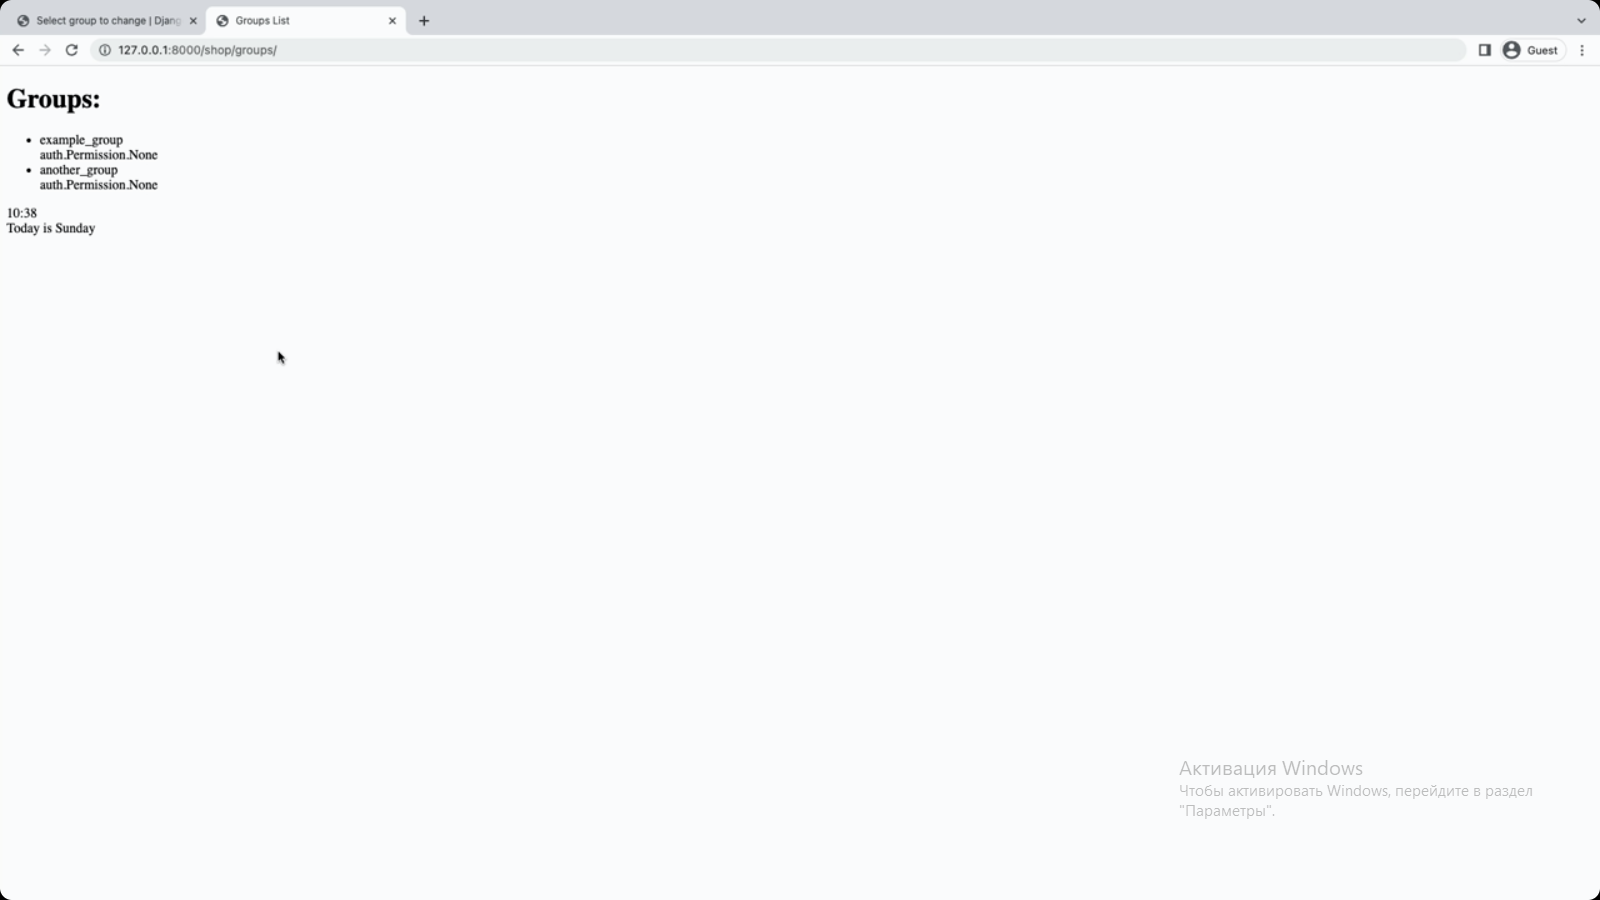 Select group to change | Djang
Groups List
127.0.0.1:8000/shop/groups/
Guest
Groups:
example_group
auth.Permission.None
another_group
auth.Permission.None
10:38
Today is Sunday
Активация Windows
Чтобы активировать Windows, перейдите в раздел
"Параметры".